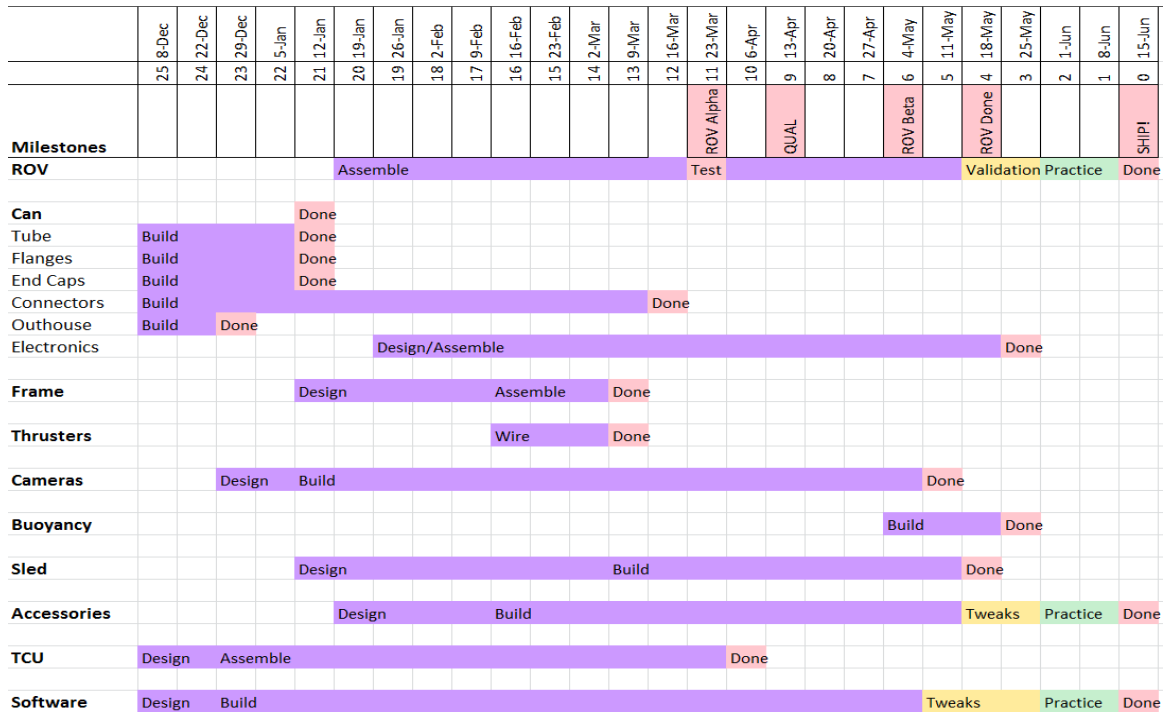 8-Dec 22-Dec 29-Dec 5-Jan 12-Jan 19-Jan 26-Jan 2-Feb 9-Feb 16-Feb 23-Feb 2-Mar 9-Mar 16-Mar 23-Mar 6-Apr 13-Apr 20-Apr 27-Apr 4-May 11-May 18-May 25-May 1-Jun 8-Jun 15-Jun
25 24 23 22 21 20 19 18 17 16 15 14 13 12 11 10 9 8 7 6 5 4 3 2 1 0
Milestones ROV Alpha QUAL ROV Beta ROV Done SHIP!
ROV Assemble Test Validation Practice Done
Can Done
Tube Build Done
Flanges Build Done
End Caps Build Done
Connectors Build Done
Outhouse Build Done
Electronics Design/Assemble Done
Frame Design Assemble Done
Thrusters Wire Done
Cameras Design Build Done
Buoyancy Build Done
Sled Design Build Done
Accessories Design Build Tweaks Practice Done
TCU Design Assemble Done
Software Design Build Tweaks Practice Done